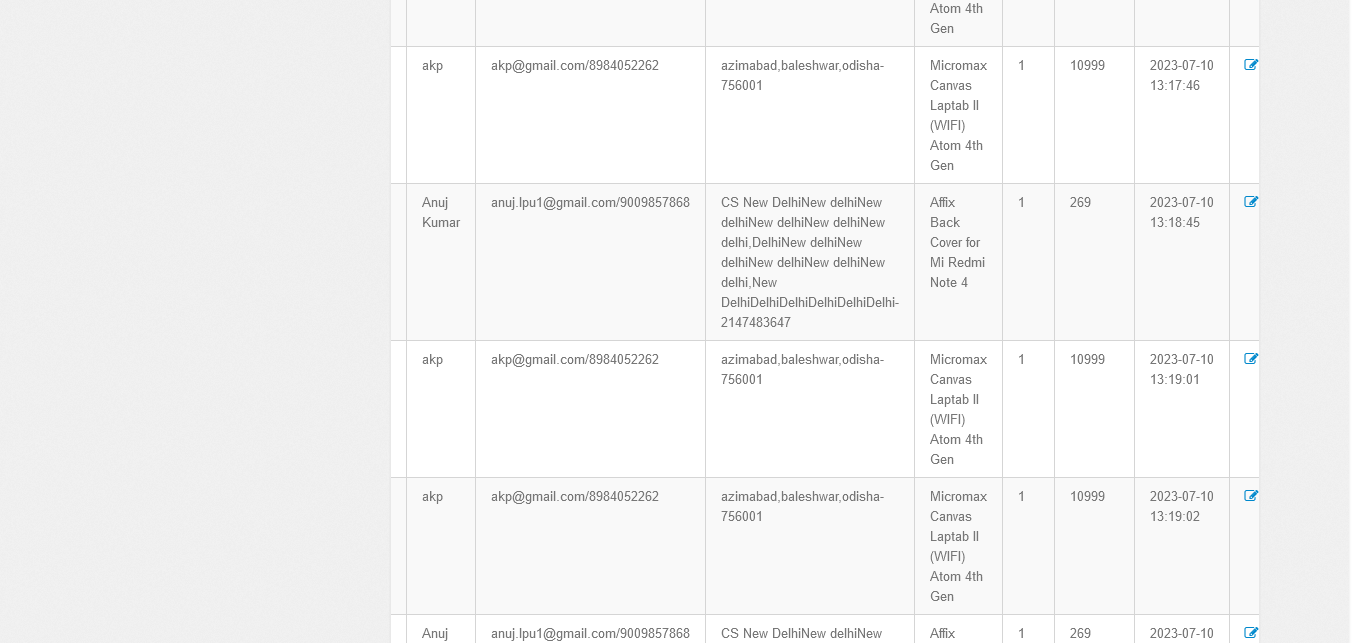 Atom 4th
Gen
akp akp@gmail.com/8984052262 azimabad,baleshwar,odisha- Micromax 1 10999 2023-07-10
756001 Canvas 13:17:46
Laptab II
(WIFI)
Atom 4th
Gen
Anuj anuj.lpu1@gmail.com/9009857868 CS New DelhiNew delhiNew Affix 1 269 2023-07-10
Kumar delhiNew delhiNew delhiNew Back 13:18:45
delhi,DelhiNew delhiNew Cover for
delhiNew delhiNew delhiNew Mi Redmi
delhi,New Note 4
DelhiDelhiDelhiDelhiDelhiDelhi-
2147483647
akp akp@gmail.com/8984052262 azimabad,baleshwar,odisha- Micromax 1 10999 2023-07-10
756001 Canvas 13:19:01
Laptab II
(WIFI)
Atom 4th
Gen
akp akp@gmail.com/8984052262 azimabad,baleshwar,odisha- Micromax 1 10999 2023-07-10
756001 Canvas 13:19:02
Laptab II
(WIFI)
Atom 4th
Gen
Anuj anuj.lpu1@gmail.com/9009857868 CS New DelhiNew delhiNew Affix 1 269 2023-07-10